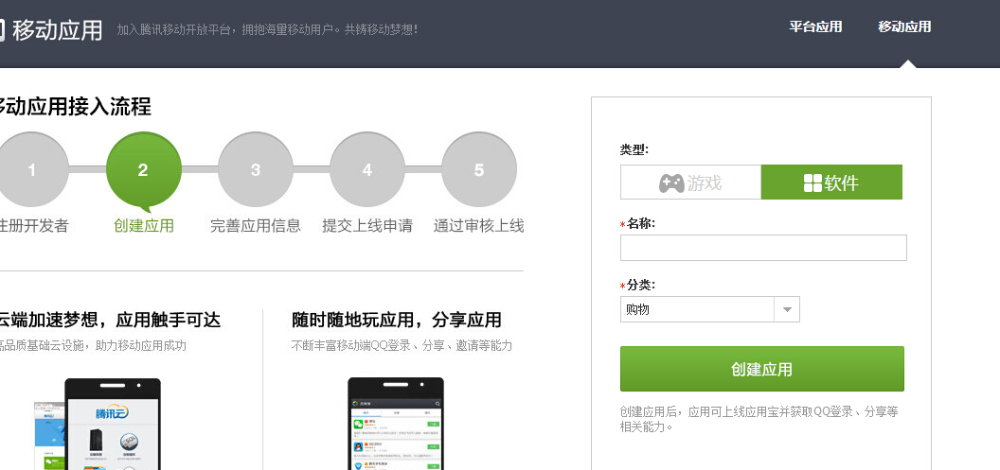 移动应用
加入腾讯移动开放平台，拥抱海量移动用户。共铸移动梦想！
平台应用
移动应用
移动应用接入流程
1
2
3
4
5
注册开发者
创建应用
完善应用信息
提交上线申请
通过审核上线
类型:
游戏
软件
*名称:
*分类:
购物
创建应用
创建应用后，应用可上线应用宝并获取QQ登录、分享等
相关能力。
云端加速梦想，应用触手可达
高品质基础云设施，助力移动应用成功
随时随地玩应用，分享应用
不断丰富移动端QQ登录、分享、邀请等能力
腾讯云